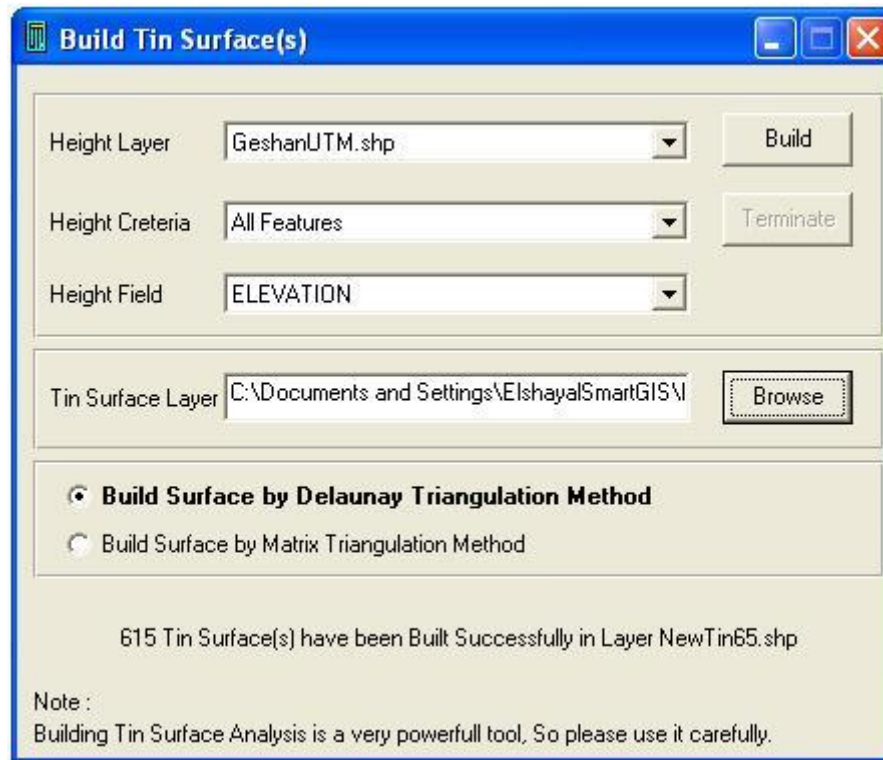 Build Tin Surface(s)
Height Layer GeshanUTM.shp Build
Height Creteria All Features Terminate
Height Field ELEVATION
Tin Surface Layer C:\Documents and Settings\ElshayalSmartGIS\I Browse
Build Surface by Delaunay Triangulation Method
Build Surface by Matrix Triangulation Method
615 Tin Surface(s) have been Built Successfully in Layer NewTin65.shp
Note :
Building Tin Surface Analysis is a very powerfull tool, So please use it carefully.